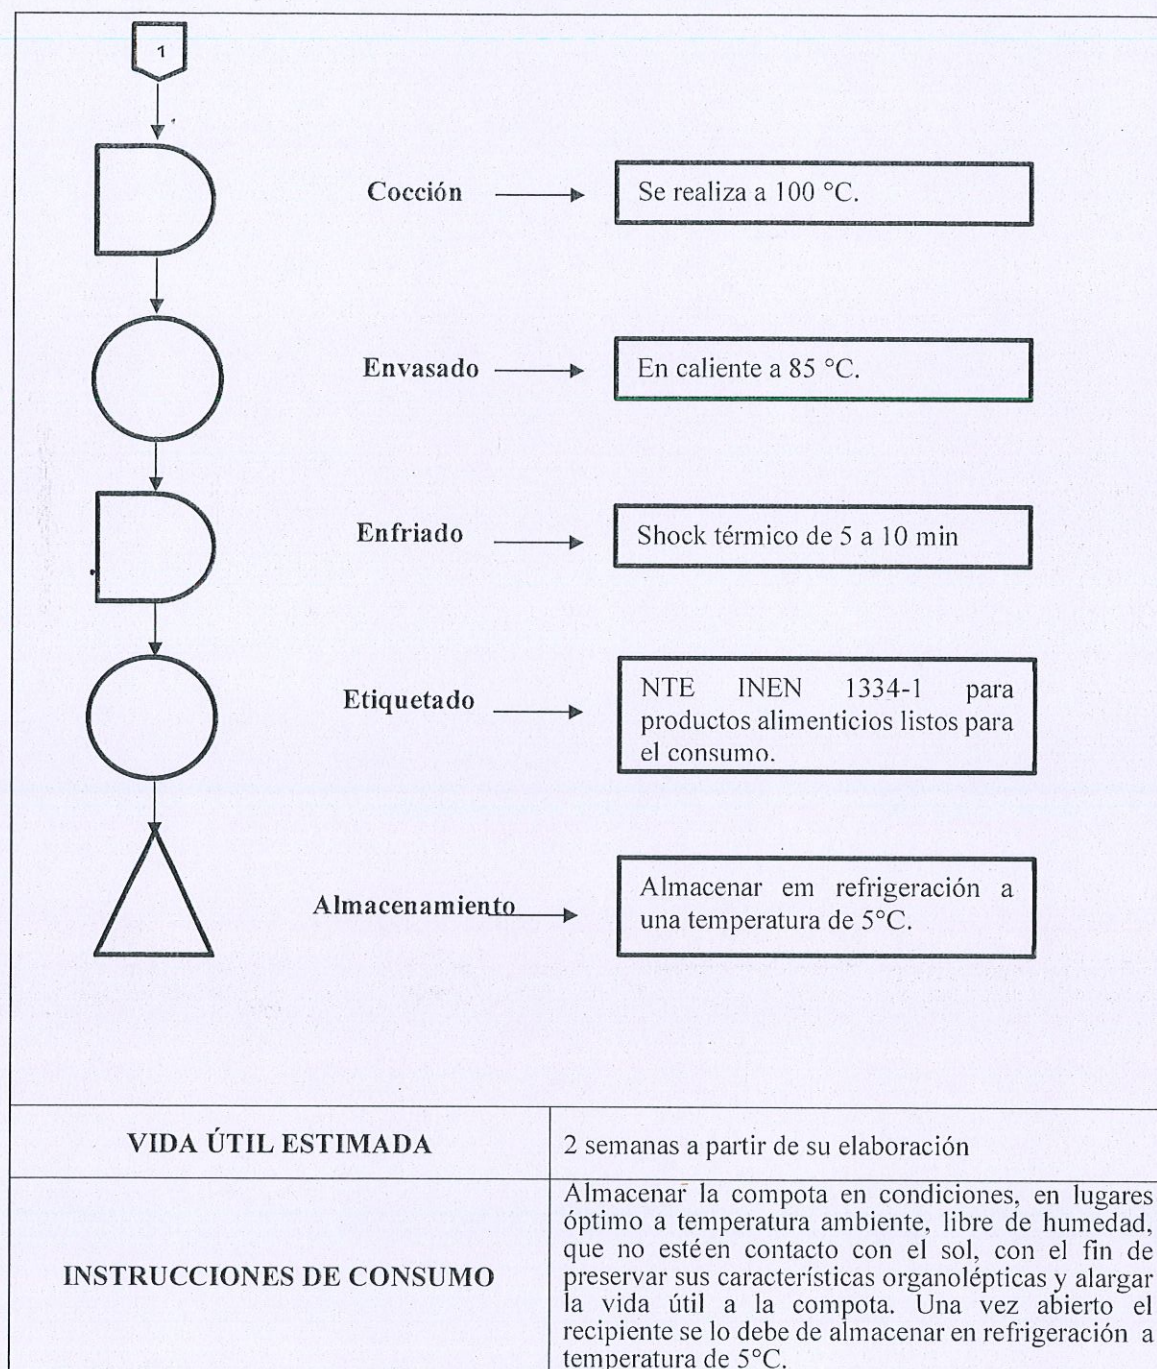 1
Cocción
Se realiza a 100 °C.
Envasado
En caliente a 85 °C.
Enfriado
Shock térmico de 5 a 10 min
Etiquetado
NTE INEN 1334-1 para
productos alimenticios listos para
el consumo.
Almacenamiento
Almacenar em refrigeración a
una temperatura de 5°C.
VIDA ÚTIL ESTIMADA
2 semanas a partir de su elaboración
INSTRUCCIONES DE CONSUMO
Almacenar la compota en condiciones, en lugares
óptimo a temperatura ambiente, libre de humedad,
que no esté en contacto con el sol, con el fin de
preservar sus características organolépticas y alargar
la vida útil a la compota. Una vez abierto el
recipiente se lo debe de almacenar en refrigeración a
temperatura de 5°C.